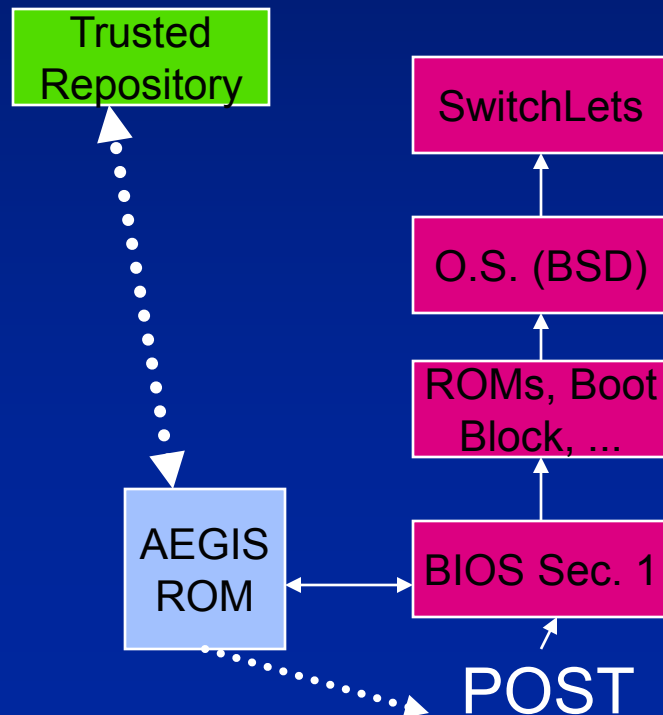 Trusted
Repository
SwitchLets
O.S. (BSD)
ROMs, Boot
Block, ...
AEGIS
ROM
BIOS Sec. 1
POST